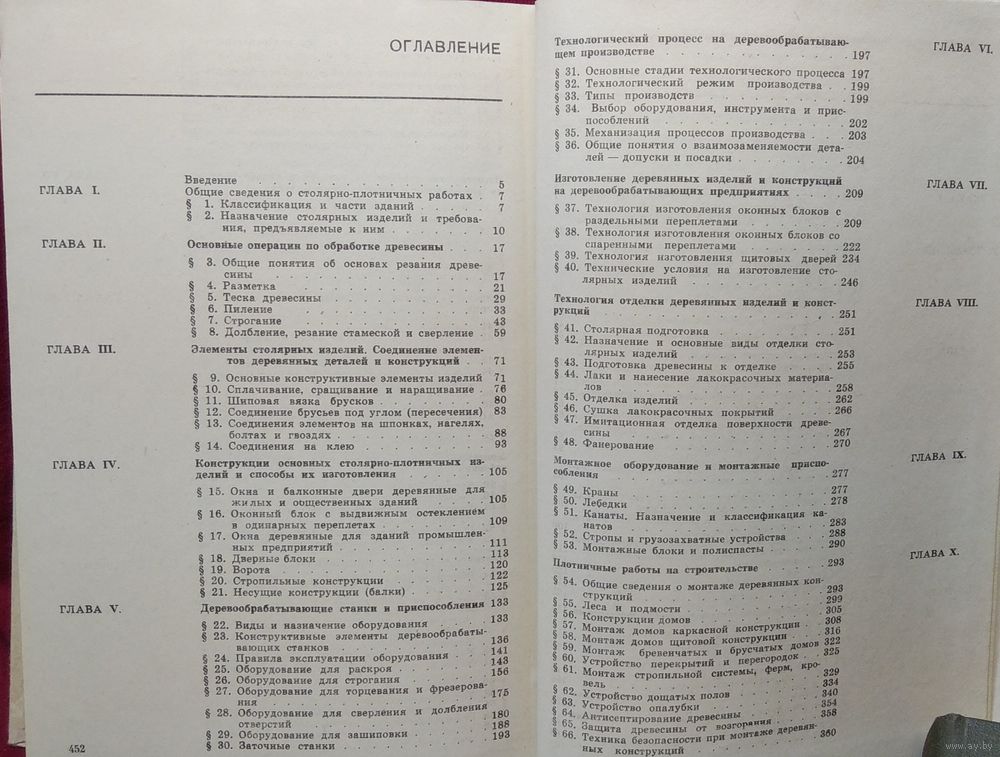 ОГЛАВЛЕНИЕ
Введение . . . . . . . . . . . . . 5
ГЛАВА I.
Общие сведения о столярно-плотничных работах . 7
§ 1. Классификация и части зданий . . . . . 7
§ 2. Назначение столярных изделий и требова-
ния, предъявляемые к ним . . . . . . 10
ГЛАВА II.
Основные операции по обработке древесины . . . 17
§ 3. Общие понятия об основах резания древе-
сины . . . . . . . . . . . . 17
§ 4. Разметка . . . . . . . . . . . 21
§ 5. Теска древесины . . . . . . . . . 29
§ 6. Пиление . . . . . . . . . . . 33
§ 7. Строгание . . . . . . . . . . . 43
§ 8. Долбление, резание стамеской и сверление . 59
ГЛАВА III.
Элементы столярных изделий. Соединение элемен-
тов деревянных деталей и конструкций . . 71
§ 9. Основные конструктивные элементы изделий 71
§ 10. Сплачивание, сращивание и наращивание . 76
§ 11. Шиповая вязка брусков . . . . . . . 80
§ 12. Соединение брусьев под углом (пересечения) 83
§ 13. Соединения элементов на шпонках, нагелях,
болтах и гвоздях . . . . . . . . . 88
§ 14. Соединения на клею . . . . . . . . 93
ГЛАВА IV.
Конструкции основных столярно-плотничных из-
делий и способы их изготовления . . . . . 105
§ 15. Окна и балконные двери деревянные для
жилых и общественных зданий . . . . 105
§ 16. Оконный блок с выдвижным остеклением
в одинарных переплетах . . . . . . . 109
§ 17. Окна деревянные для зданий промышлен-
ных предприятий . . . . . . . . . 111
§ 18. Дверные блоки . . . . . . . . . . 113
§ 19. Ворота . . . . . . . . . . . . 120
§ 20. Стропильные конструкции . . . . . . 122
§ 21. Несущие конструкции (балки) . . . . . 125
ГЛАВА V.
Деревообрабатывающие станки и приспособления 133
§ 22. Виды и назначение оборудования . . . . 133
§ 23. Конструктивные элементы деревообрабаты-
вающих станков . . . . . . . . . 136
§ 24. Правила эксплуатации оборудования . . . 141
§ 25. Оборудование для раскроя . . . . . . 143
§ 26. Оборудование для строгания . . . . . 156
§ 27. Оборудование для торцевания и фрезерова-
ния . . . . . . . . . . . . . 175
§ 28. Оборудование для сверления и долбления
отверстий . . . . . . . . . . . 180
§ 29. Оборудование для зашиповки . . . . . 188
§ 30. Заточные станки . . . . . . . . . 193
452
ГЛАВА VI.
Технологический процесс на деревообрабатываю-
щем производстве . . . . . . . . . . 197
§ 31. Основные стадии технологического процесса 197
§ 32. Технологический режим производства . . 199
§ 33. Типы производств . . . . . . . . 199
§ 34. Выбор оборудования, инструмента и прис-
пособлений . . . . . . . . . . . 202
§ 35. Механизация процессов производства . . . 203
§ 36. Общие понятия о взаимозаменяемости дета-
лей — допуски и посадки . . . . . . . 204
ГЛАВА VII.
Изготовление деревянных изделий и конструкций
на деревообрабатывающих предприятиях . . . . 209
§ 37. Технология изготовления оконных блоков с
раздельными переплетами . . . . . . 209
§ 38. Технология изготовления оконных блоков со
спаренными переплетами . . . . . . 222
§ 39. Технология изготовления щитовых дверей 234
§ 40. Технические условия на изготовление сто-
лярных изделий . . . . . . . . . 246
ГЛАВА VIII.
Технология отделки деревянных изделий и конст-
рукций . . . . . . . . . . . . . 251
§ 41. Столярная подготовка . . . . . . . 251
§ 42. Назначение и основные виды отделки сто-
лярных изделий . . . . . . . . . 253
§ 43. Подготовка древесины к отделке . . . . 255
§ 44. Лаки и нанесение лакокрасочных материа-
лов . . . . . . . . . . . . . 258
§ 45. Отделка изделий . . . . . . . . . 262
§ 46. Сушка лакокрасочных покрытий . . . . 266
§ 47. Имитационная отделка поверхности древе-
сины . . . . . . . . . . . . . 267
§ 48. Фанерование . . . . . . . . . . 270
ГЛАВА IX.
Монтажное оборудование и монтажные приспо-
собления . . . . . . . . . . . . 277
§ 49. Краны . . . . . . . . . . . . 277
§ 50. Лебедки . . . . . . . . . . . . 278
§ 51. Канаты. Назначение и классификация ка-
натов . . . . . . . . . . . . . 283
§ 52. Стропы и грузозахватные устройства . . . 288
§ 53. Монтажные блоки и полиспасты . . . . 290
ГЛАВА X.
Плотничные работы на строительстве . . . . . 293
§ 54. Общие сведения о монтаже деревянных кон-
струкций . . . . . . . . . . . . 293
§ 55. Леса и подмости . . . . . . . . . 299
§ 56. Конструкции домов . . . . . . . . 305
§ 57. Монтаж домов каркасной конструкции . . 308
§ 58. Монтаж домов щитовой конструкции . . . 316
§ 59. Монтаж бревенчатых и брусчатых домов 322
§ 60. Устройство перекрытий и перегородок . . 325
§ 61. Монтаж стропильной системы, ферм, кро-
вель . . . . . . . . . . . . . 329
§ 62. Устройство дощатых полов . . . . . . 334
§ 63. Устройство опалубки . . . . . . . . 340
§ 64. Антисептирование древесины . . . . . 354
§ 65. Защита древесины от возгорания . . . . 358
§ 66. Техника безопасности при монтаже деревян-
ных конструкций . . . . . . . . . 360
www.ay.by